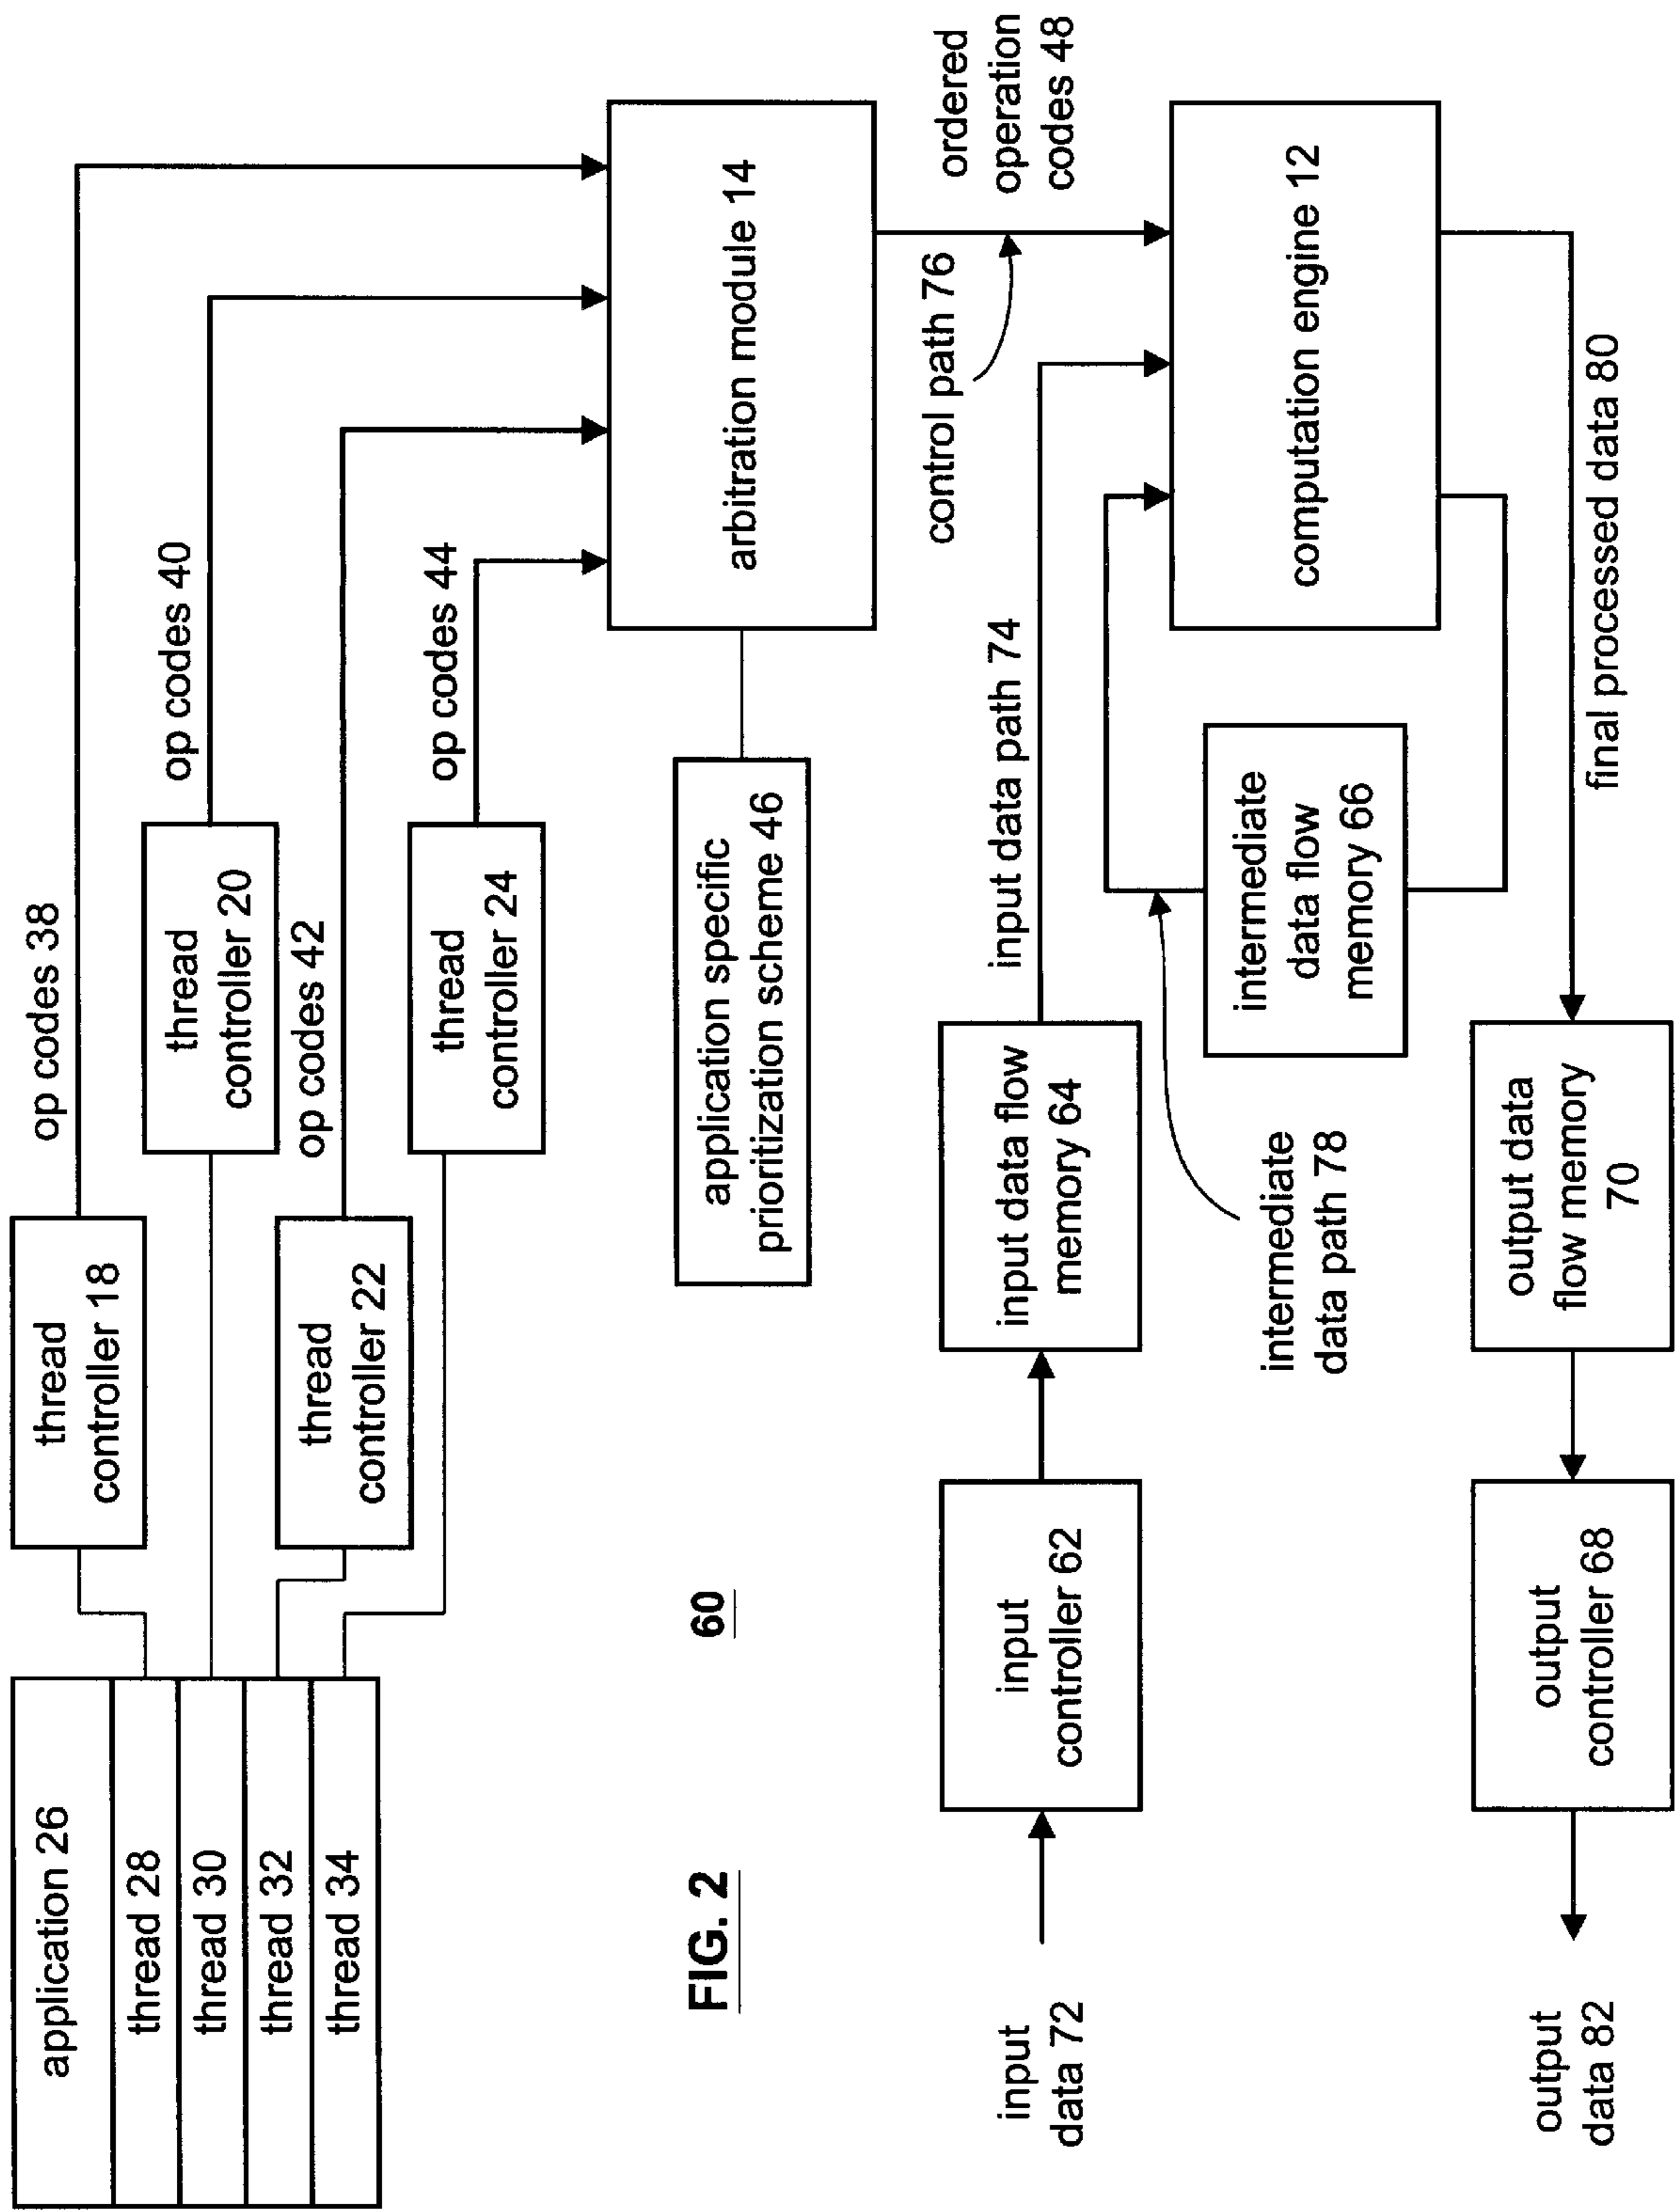 application 26
thread 28
thread 30
thread 32
thread 34
thread
controller 18
op codes 38
thread
controller 20
op codes 40
thread
controller 22
op codes 42
thread
controller 24
op codes 44
application specific
prioritization scheme 46
arbitration module 14
FIG. 2
60
control path 76
ordered
operation
codes 48
input
data 72
input
controller 62
input data flow
memory 64
input data path 74
intermediate
data path 78
intermediate
data flow
memory 66
computation engine 12
output
data 82
output
controller 68
output data
flow memory
70
final processed data 80